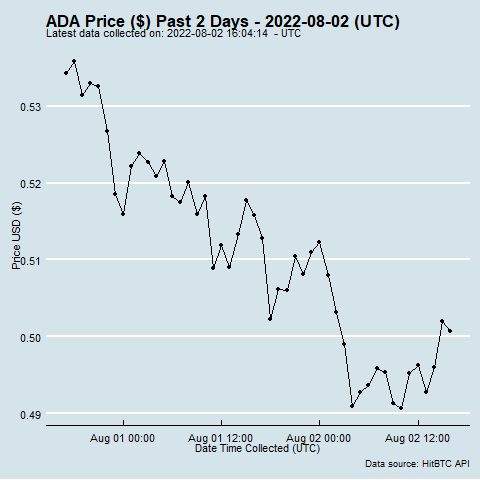 ADA Price ($) Past 2 Days - 2022-08-02 (UTC)
Latest data collected on: 2022-08-02 16:04:14 - UTC
Price USD ($)
0.53
0.52
0.51
0.50
0.49
Aug 01 00:00 Aug 01 12:00 Aug 02 00:00 Aug 02 12:00
Date Time Collected (UTC)
Data source: HitBTC API